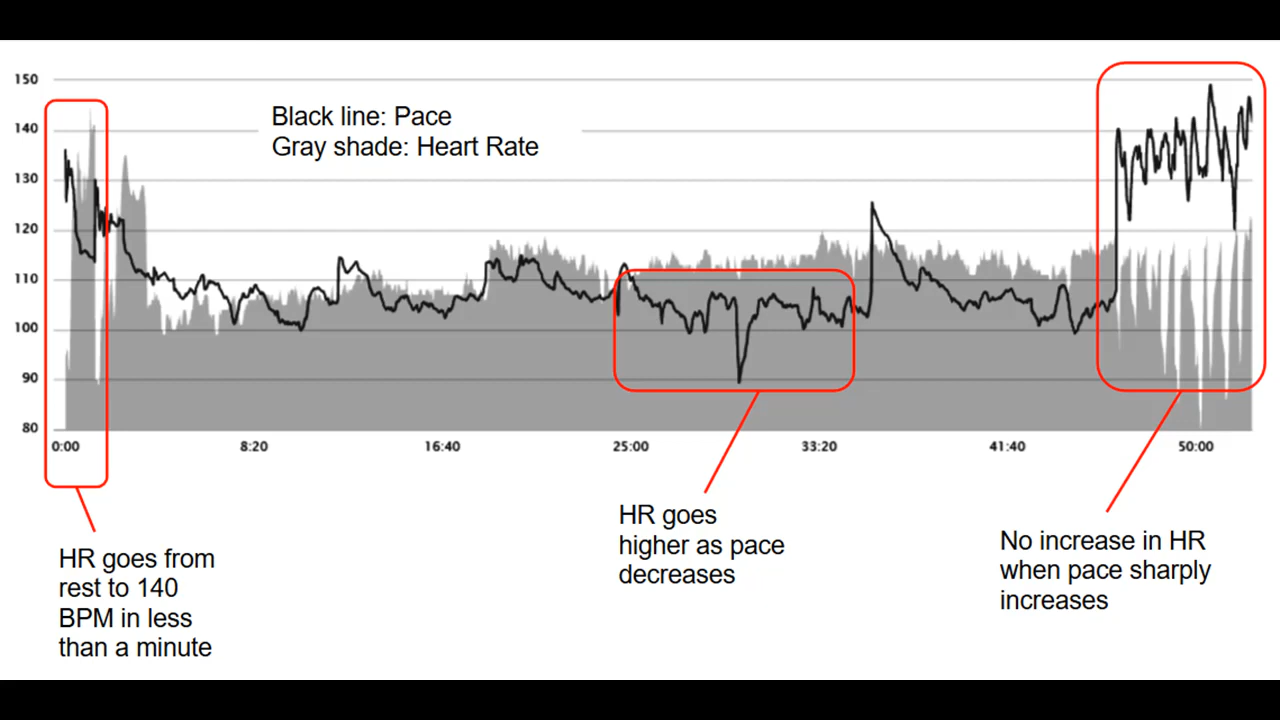 150
Black line: Pace
140
Gray shade: Heart Rate
130
120
110
100
90
80
0:00 8:20 16:40 25:00 33:20 41:40 50:00
HR goes from
rest to 140
BPM in less
than a minute
HR goes
higher as pace
decreases
No increase in HR
when pace sharply
increases